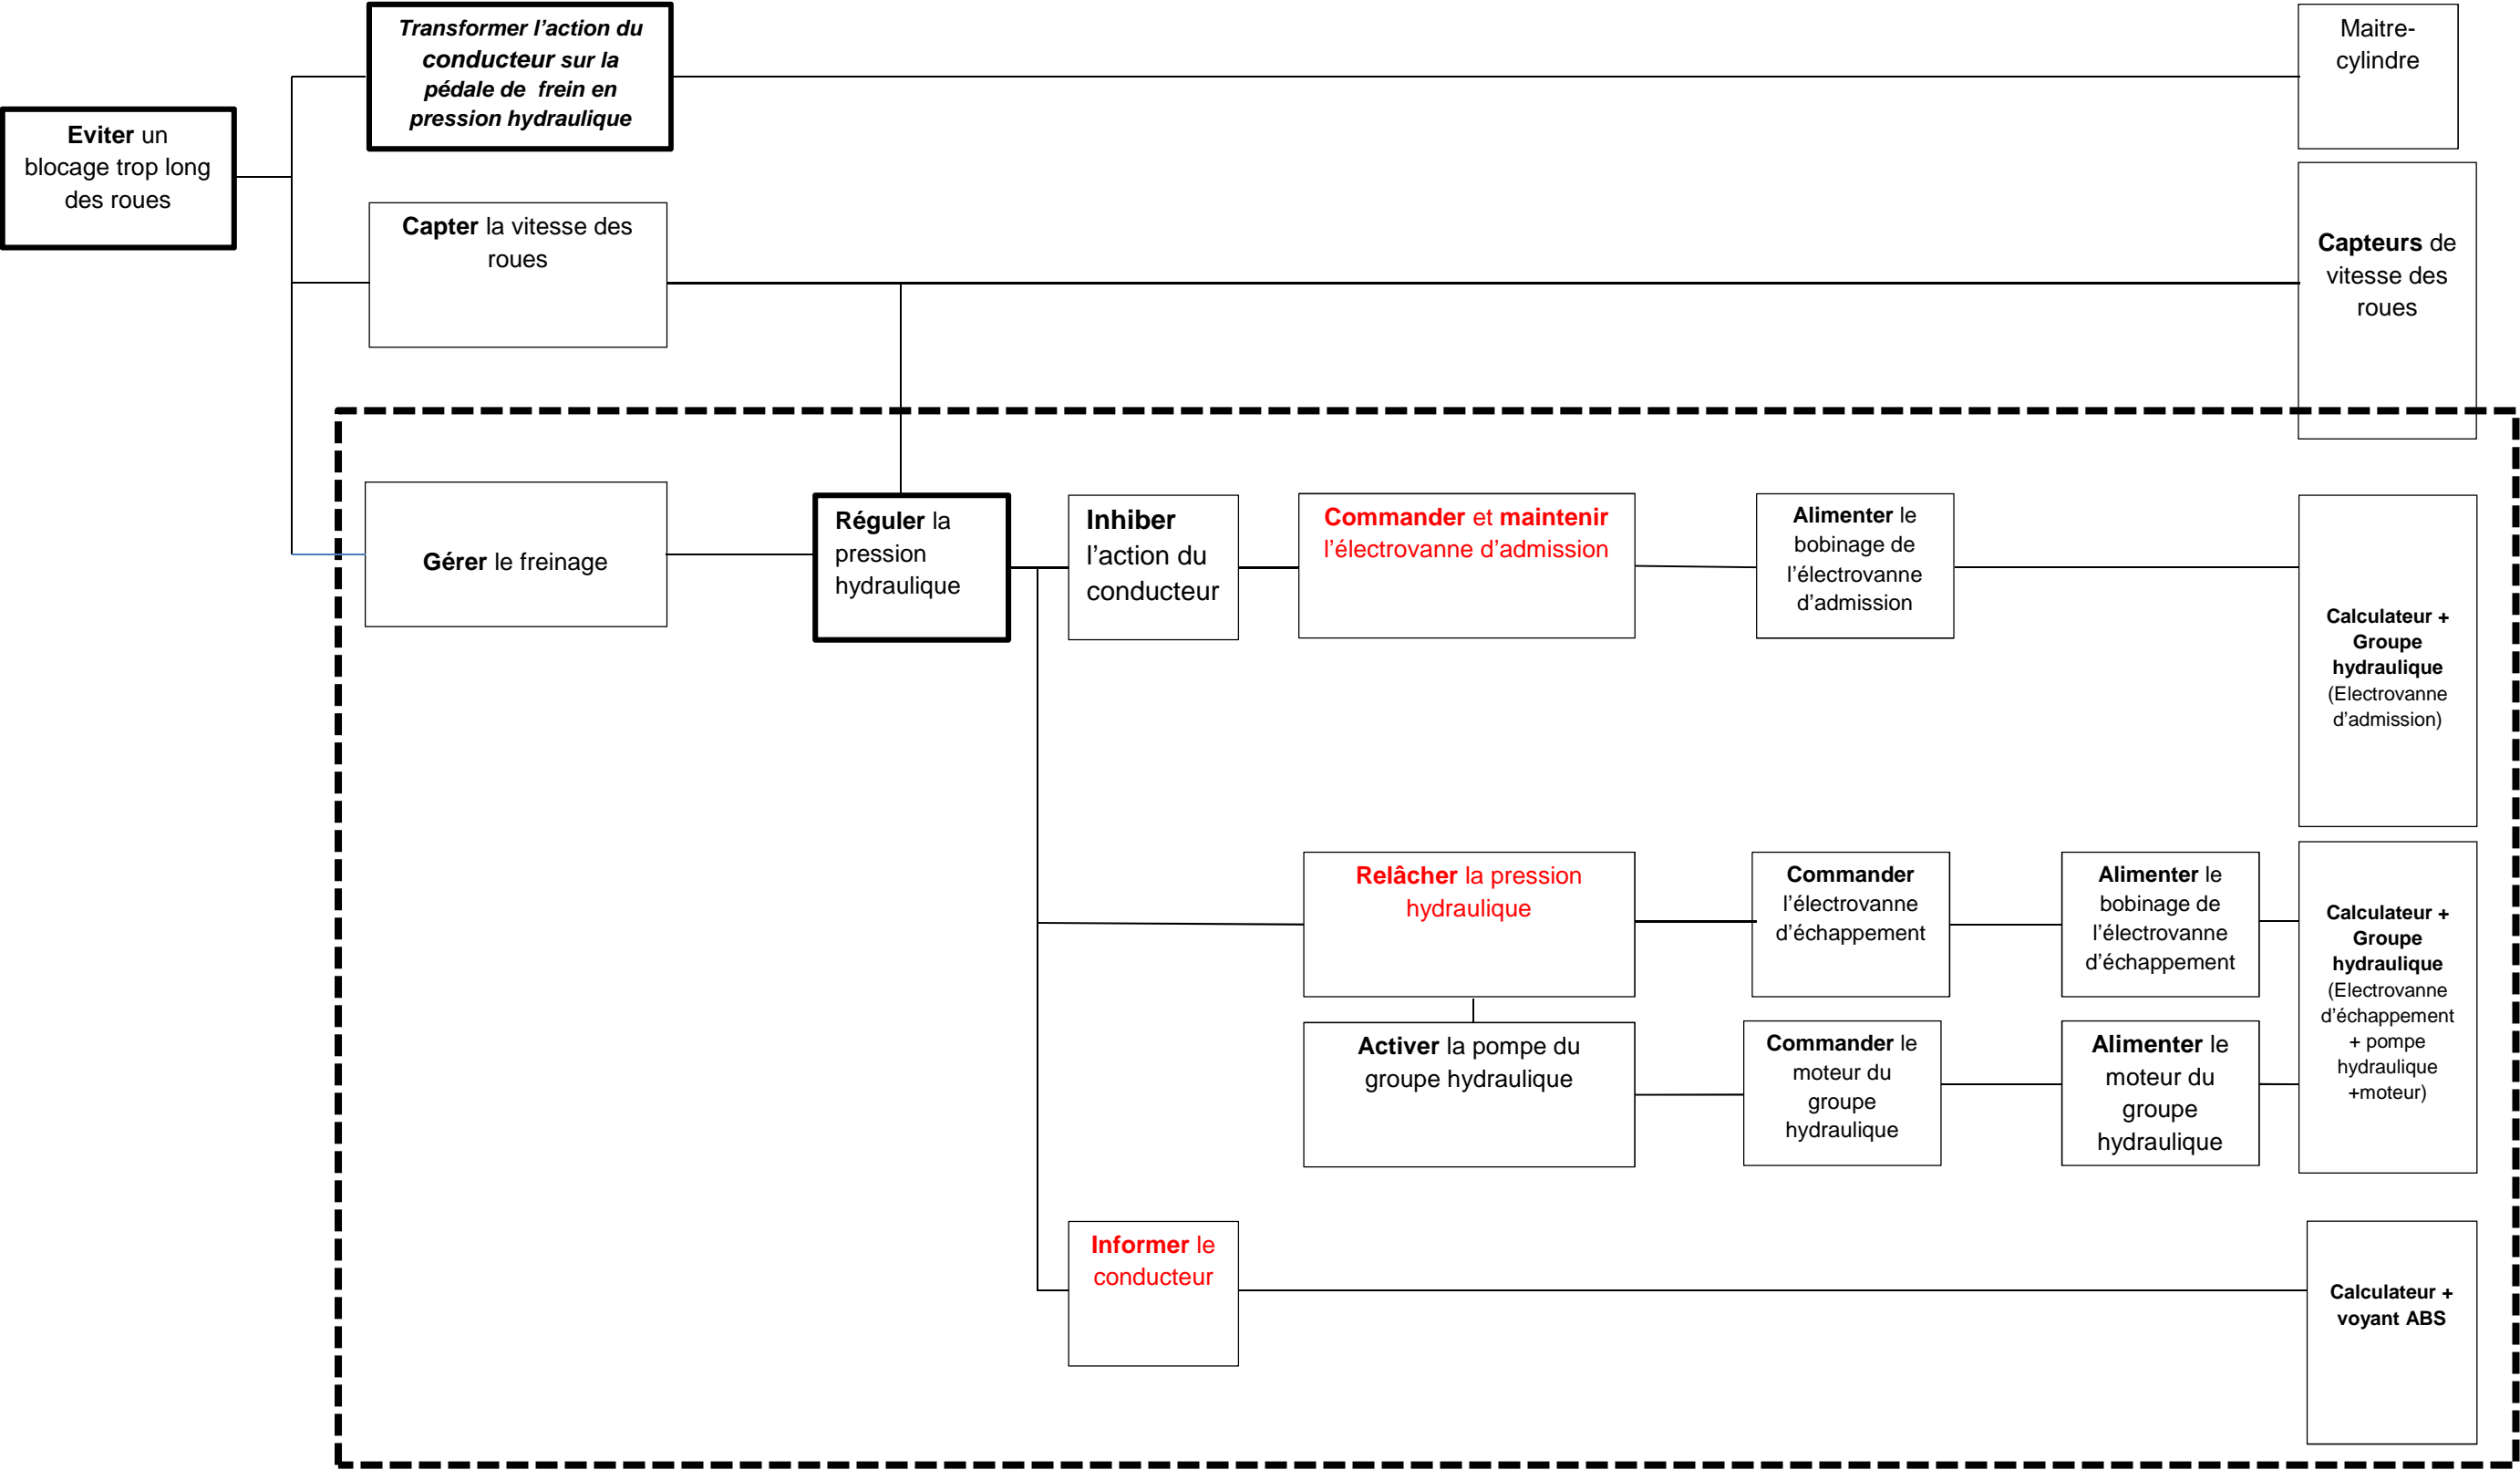 Transformer l’action du
conducteur sur la
pédale de frein en
pression hydraulique
Maitre-
cylindre
Eviter un
blocage trop long
des roues
Capter la vitesse des
roues
Capteurs de
vitesse des
roues
Gérer le freinage
Réguler la
pression
hydraulique
Inhiber
l’action du
conducteur
Commander et maintenir
l’électrovanne d’admission
Alimenter le
bobinage de
l’électrovanne
d’admission
Calculateur +
Groupe
hydraulique
(Electrovanne
d’admission)
Relâcher la pression
hydraulique
Commander
l’électrovanne
d’échappement
Alimenter le
bobinage de
l’électrovanne
d’échappement
Calculateur +
Groupe
hydraulique
(Electrovanne
d’échappement
+ pompe
hydraulique
+moteur)
Activer la pompe du
groupe hydraulique
Commander le
moteur du
groupe
hydraulique
Alimenter le
moteur du
groupe
hydraulique
Informer le
conducteur
Calculateur +
voyant ABS